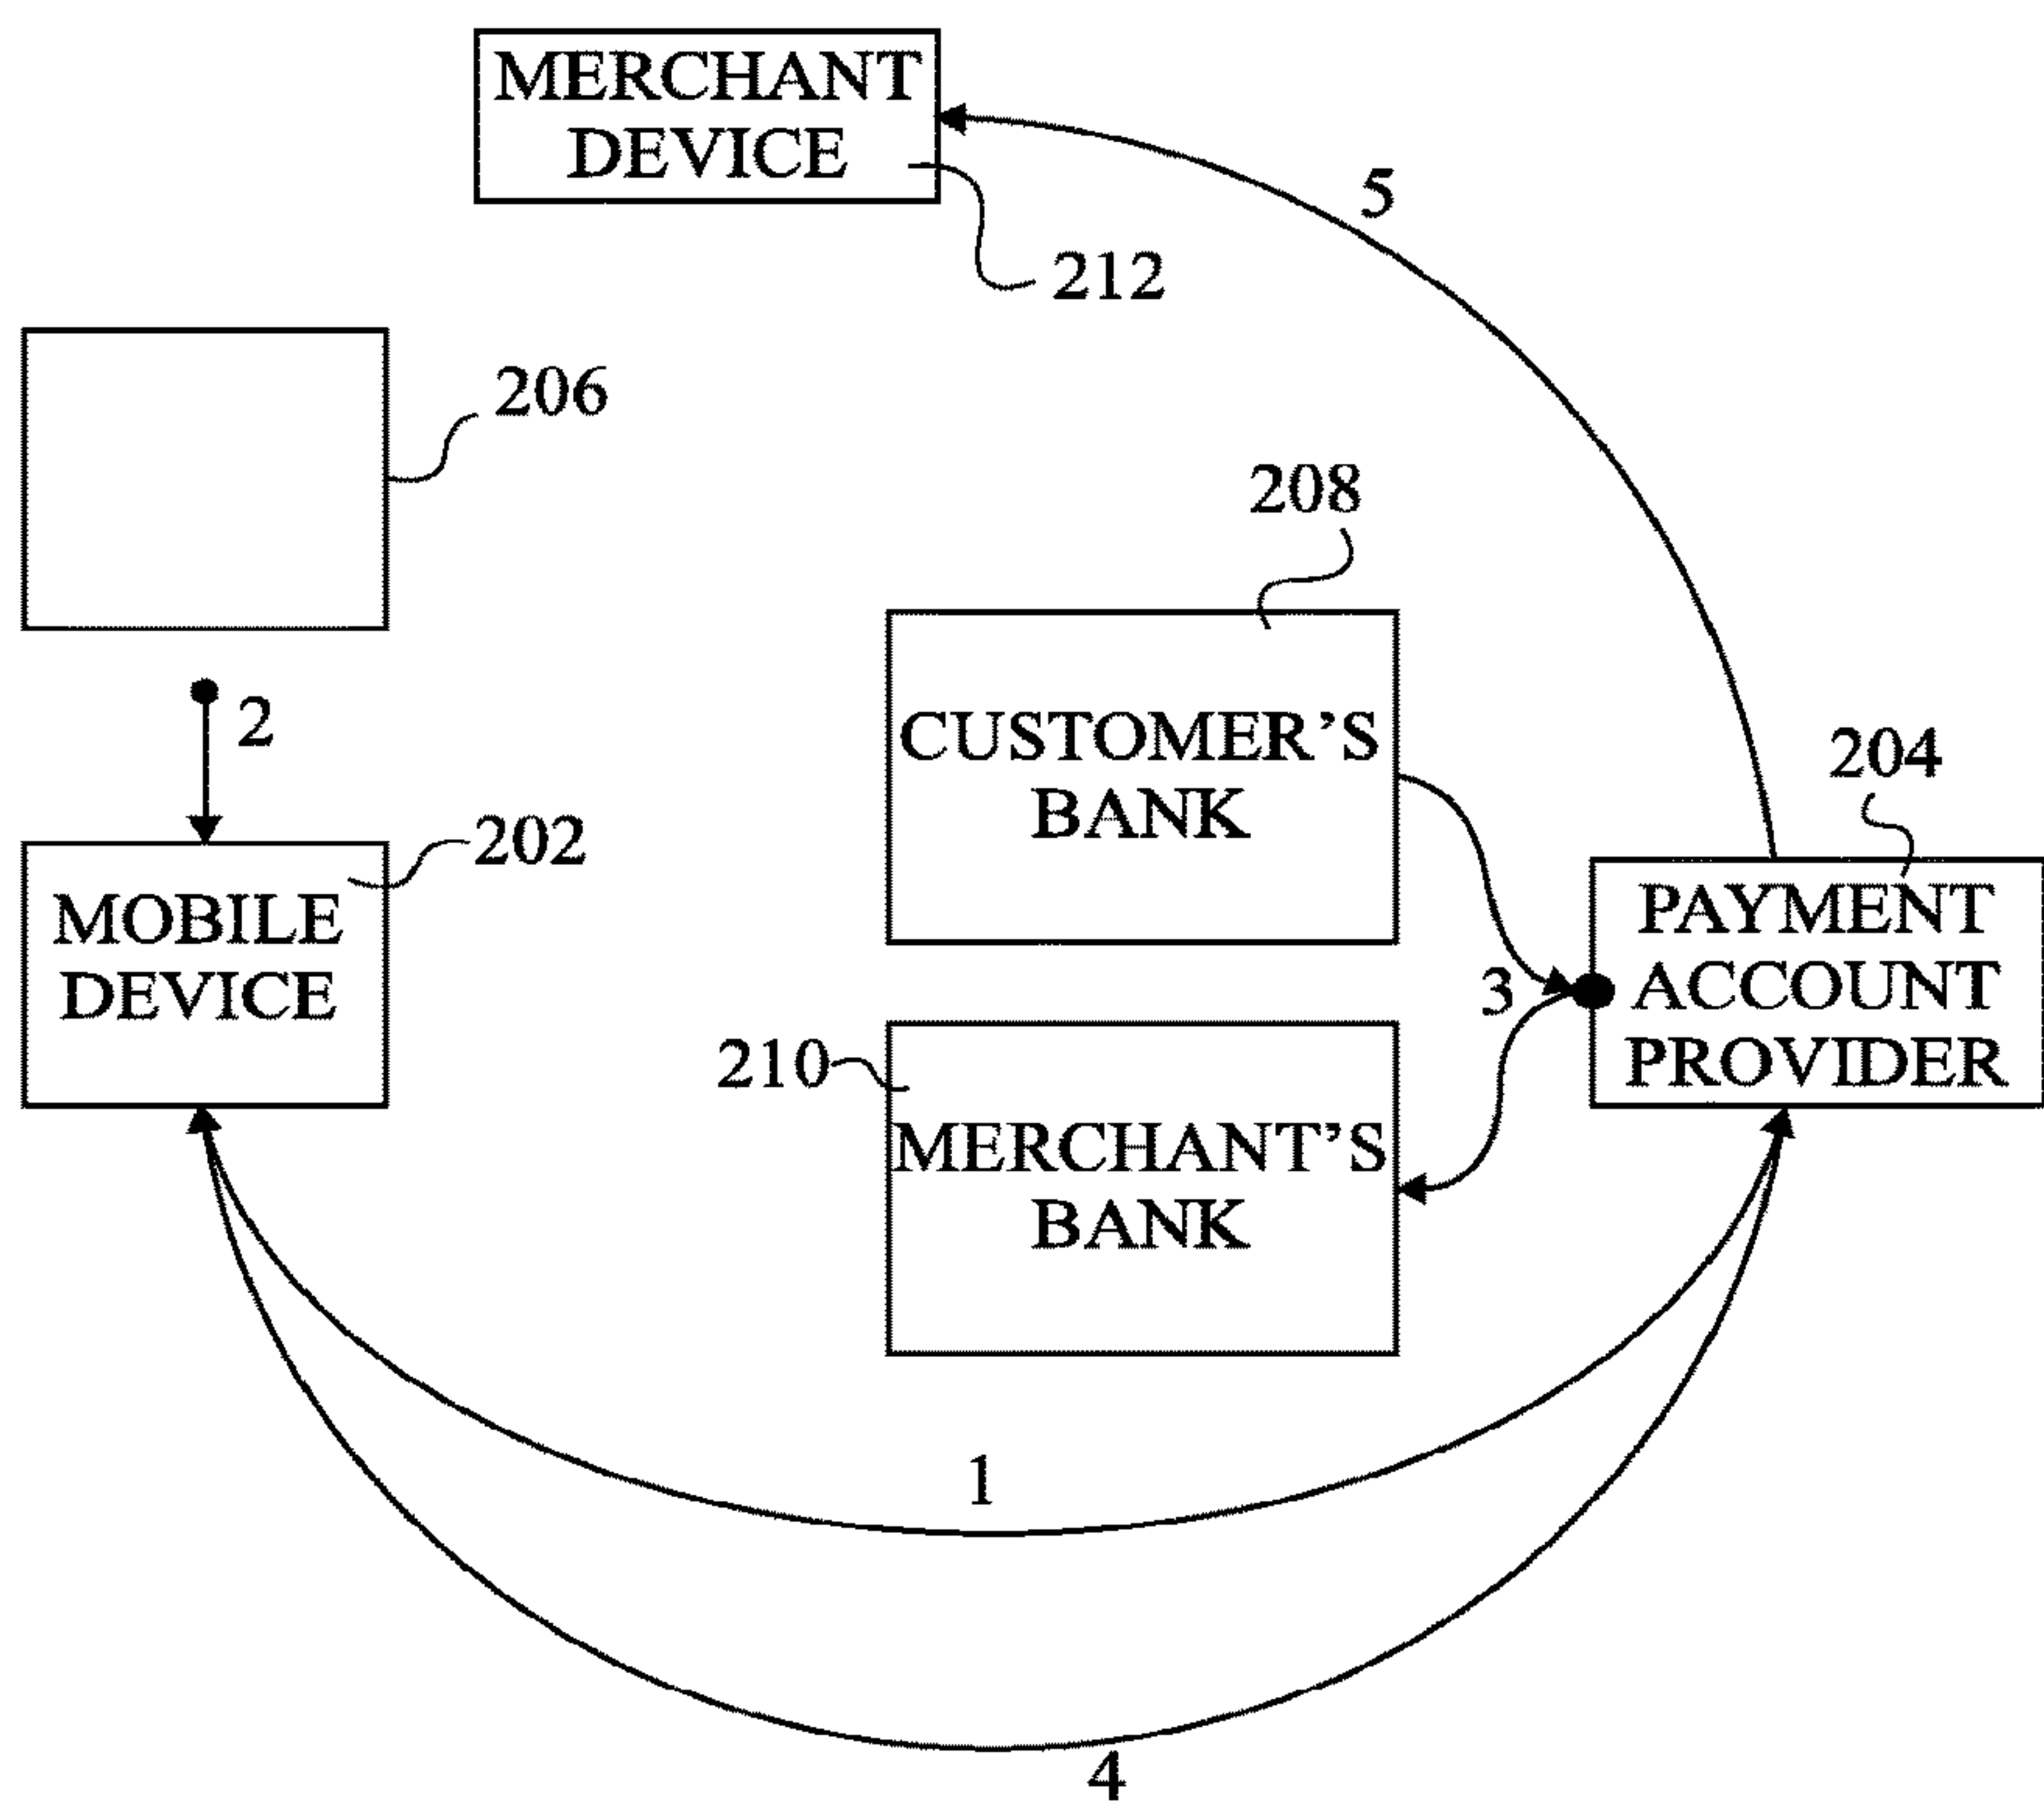 MERCHANT
DEVICE
5
212
206
208
2
CUSTOMER’S
BANK
204
202
MOBILE
DEVICE
PAYMENT
ACCOUNT
PROVIDER
3
210
MERCHANT’S
BANK
1
4